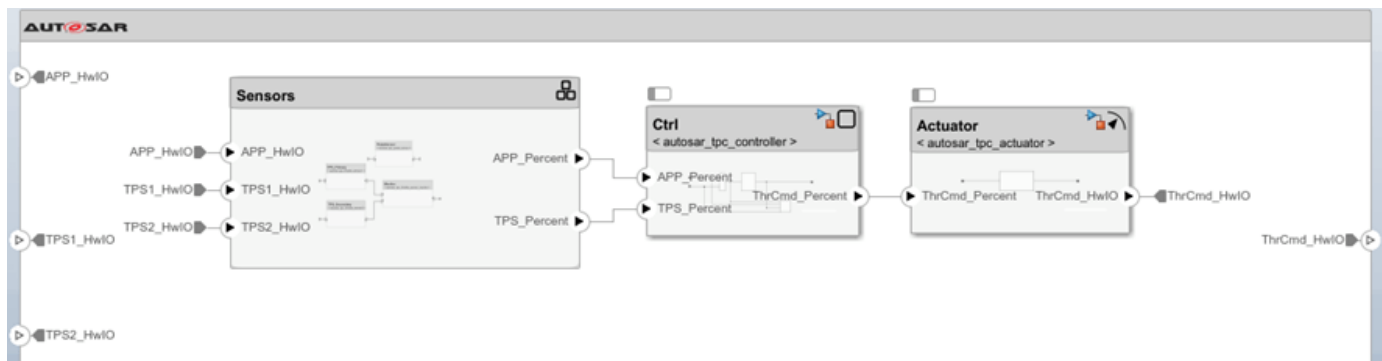 AUTOSAR
APP_HwIO
Sensors
APP_HwIO
APP_HwIO
APP_Percent
TPS1_HwIO
TPS1_HwIO
TPS2_HwIO
TPS2_HwIO
TPS_Percent
Ctrl
< autosar_tpc_controller >
APP_Percent
ThrCmd_Percent
TPS_Percent
Actuator
< autosar_tpc_actuator >
ThrCmd_Percent
ThrCmd_HwIO
ThrCmd_HwIO
TPS1_HwIO
ThrCmd_HwIO
TPS2_HwIO